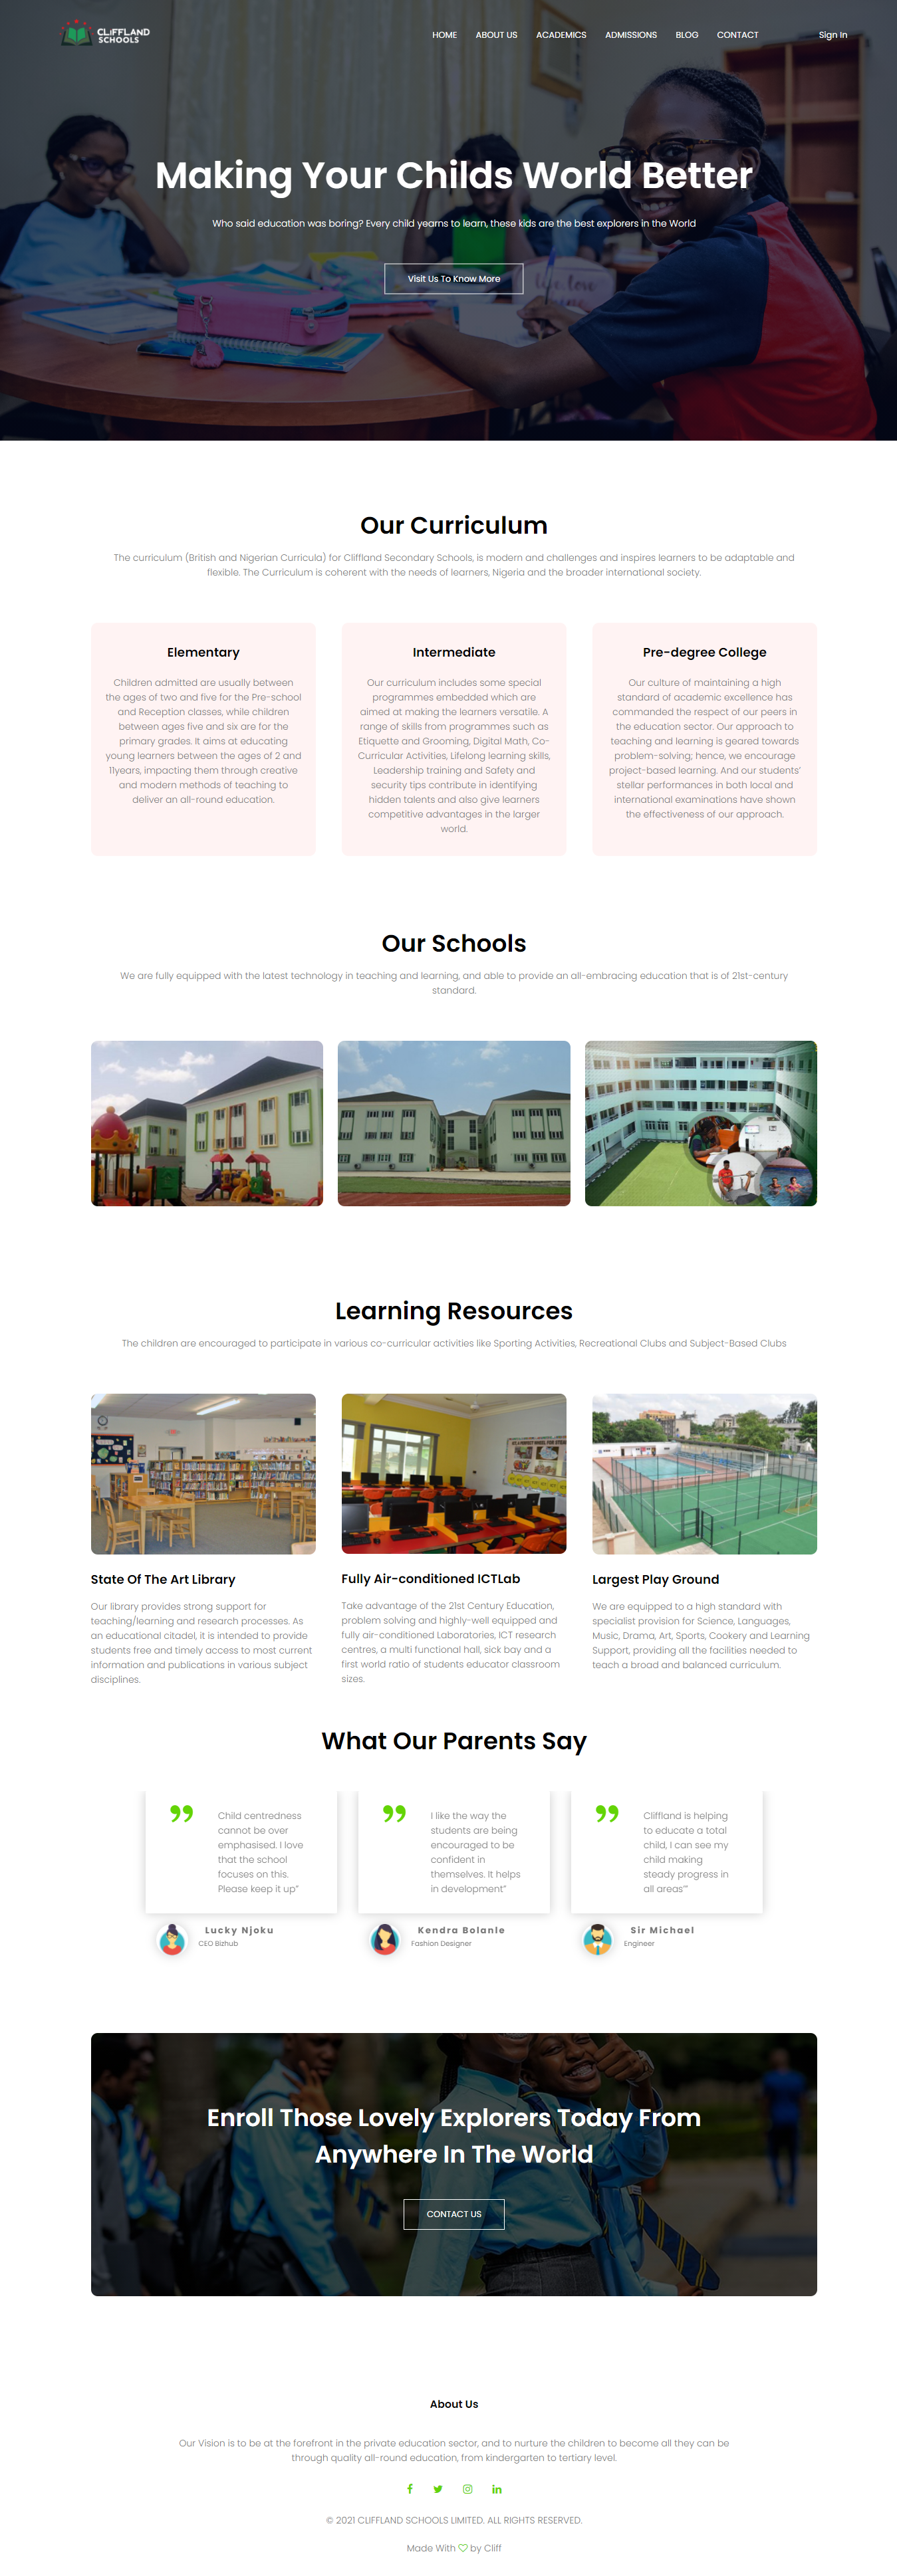 CLIFFLAND
SCHOOLS
HOME ABOUT US ACADEMICS ADMISSIONS BLOG CONTACT Sign In
Making Your Childs World Better
Who said education was boring? Every child yearns to learn, these kids are the best explorers in the World
Visit Us To Know More
Our Curriculum
The curriculum (British and Nigerian Curricula) for Cliffland Secondary Schools, is modern and challenges and inspires learners to be adaptable and
flexible. The Curriculum is coherent with the needs of learners, Nigeria and the broader international society.
Elementary
Children admitted are usually between
the ages of two and five for the Pre-school
and Reception classes, while children
between ages five and six are for the
primary grades. It aims at educating
young learners between the ages of 2 and
11years, impacting them through creative
and modern methods of teaching to
deliver an all-round education.
Intermediate
Our curriculum includes some special
programmes embedded which are
aimed at making the learners versatile. A
range of skills from programmes such as
Etiquette and Grooming, Digital Math, Co-
Curricular Activities, Lifelong learning skills,
Leadership training and Safety and
security tips contribute in identifying
hidden talents and also give learners
competitive advantages in the larger
world.
Pre-degree College
Our culture of maintaining a high
standard of academic excellence has
commanded the respect of our peers in
the education sector. Our approach to
teaching and learning is geared towards
problem-solving; hence, we encourage
project-based learning. And our students’
stellar performances in both local and
international examinations have shown
the effectiveness of our approach.
Our Schools
We are fully equipped with the latest technology in teaching and learning, and able to provide an all-embracing education that is of 21st-century
standard.
Learning Resources
The children are encouraged to participate in various co-curricular activities like Sporting Activities, Recreational Clubs and Subject-Based Clubs
State Of The Art Library
Our library provides strong support for
teaching/learning and research processes. As
an educational citadel, it is intended to provide
students free and timely access to most current
information and publications in various subject
disciplines.
Fully Air-conditioned ICTLab
Take advantage of the 21st Century Education,
problem solving and highly-well equipped and
fully air-conditioned Laboratories, ICT research
centres, a multi functional hall, sick bay and a
first world ratio of students educator classroom
sizes.
Largest Play Ground
We are equipped to a high standard with
specialist provision for Science, Languages,
Music, Drama, Art, Sports, Cookery and Learning
Support, providing all the facilities needed to
teach a broad and balanced curriculum.
What Our Parents Say
Child centredness
cannot be over
emphasised. I love
that the school
focuses on this.
Please keep it up”
Lucky Njoku
CEO Bizhub
I like the way the
students are being
encouraged to be
confident in
themselves. It helps
in development”
Kendra Bolanle
Fashion Designer
Cliffland is helping
to educate a total
child, I can see my
child making
steady progress in
all areas'”
Sir Michael
Engineer
Enroll Those Lovely Explorers Today From
Anywhere In The World
CONTACT US
About Us
Our Vision is to be at the forefront in the private education sector, and to nurture the children to become all they can be
through quality all-round education, from kindergarten to tertiary level.
© 2021 CLIFFLAND SCHOOLS LIMITED. ALL RIGHTS RESERVED.
Made With ♡ by Cliff